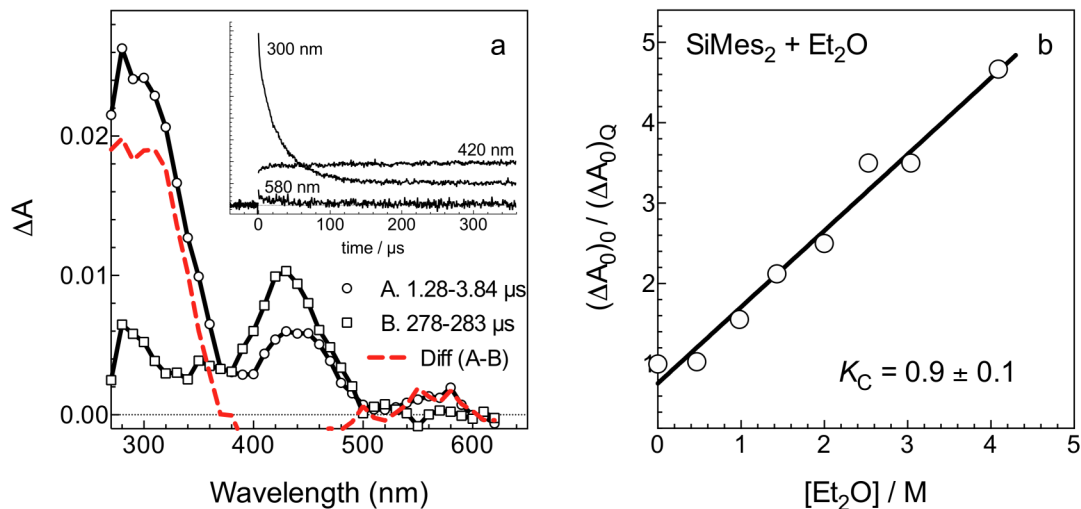 a
300 nm
420 nm
580 nm
0
100
200
300
time / µs
0.02
0.01
0.00
ΔA
A. 1.28-3.84 µs
B. 278-283 µs
Diff (A-B)
300
400
500
600
Wavelength (nm)
SiMes₂ + Et₂O
b
5
4
3
2
1
(ΔA₀)₀ / (ΔA₀)Q
K_C = 0.9 ± 0.1
0
1
2
3
4
5
[Et₂O] / M